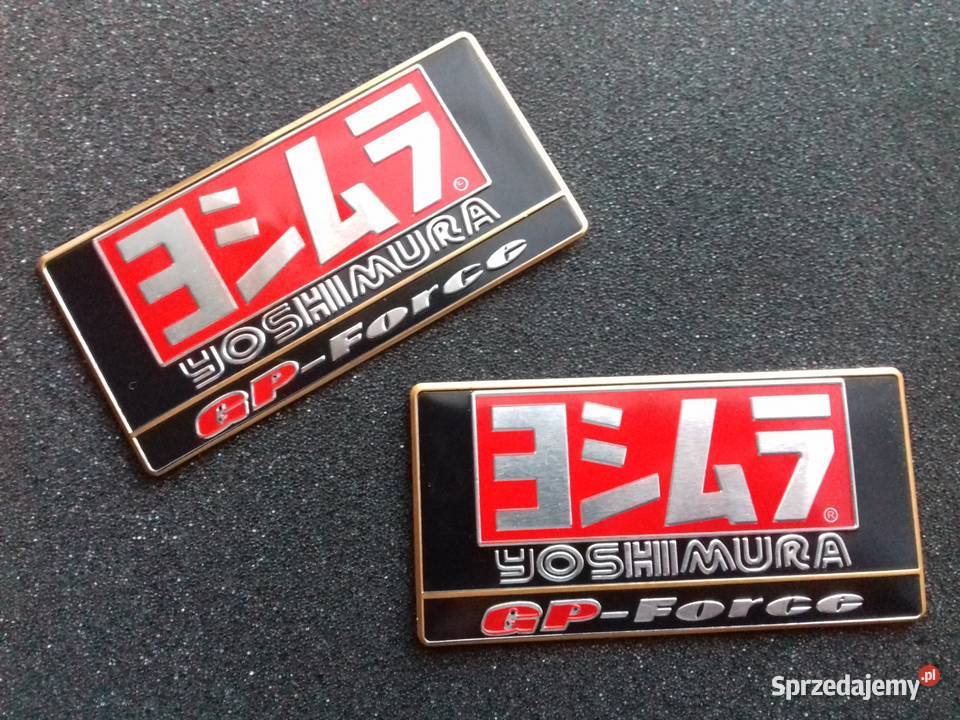 ヨシムラ
YOSHIMURA
GP-Force
ヨシムラ ®
YOSHIMURA
GP-Force
Sprzedajemy.pl